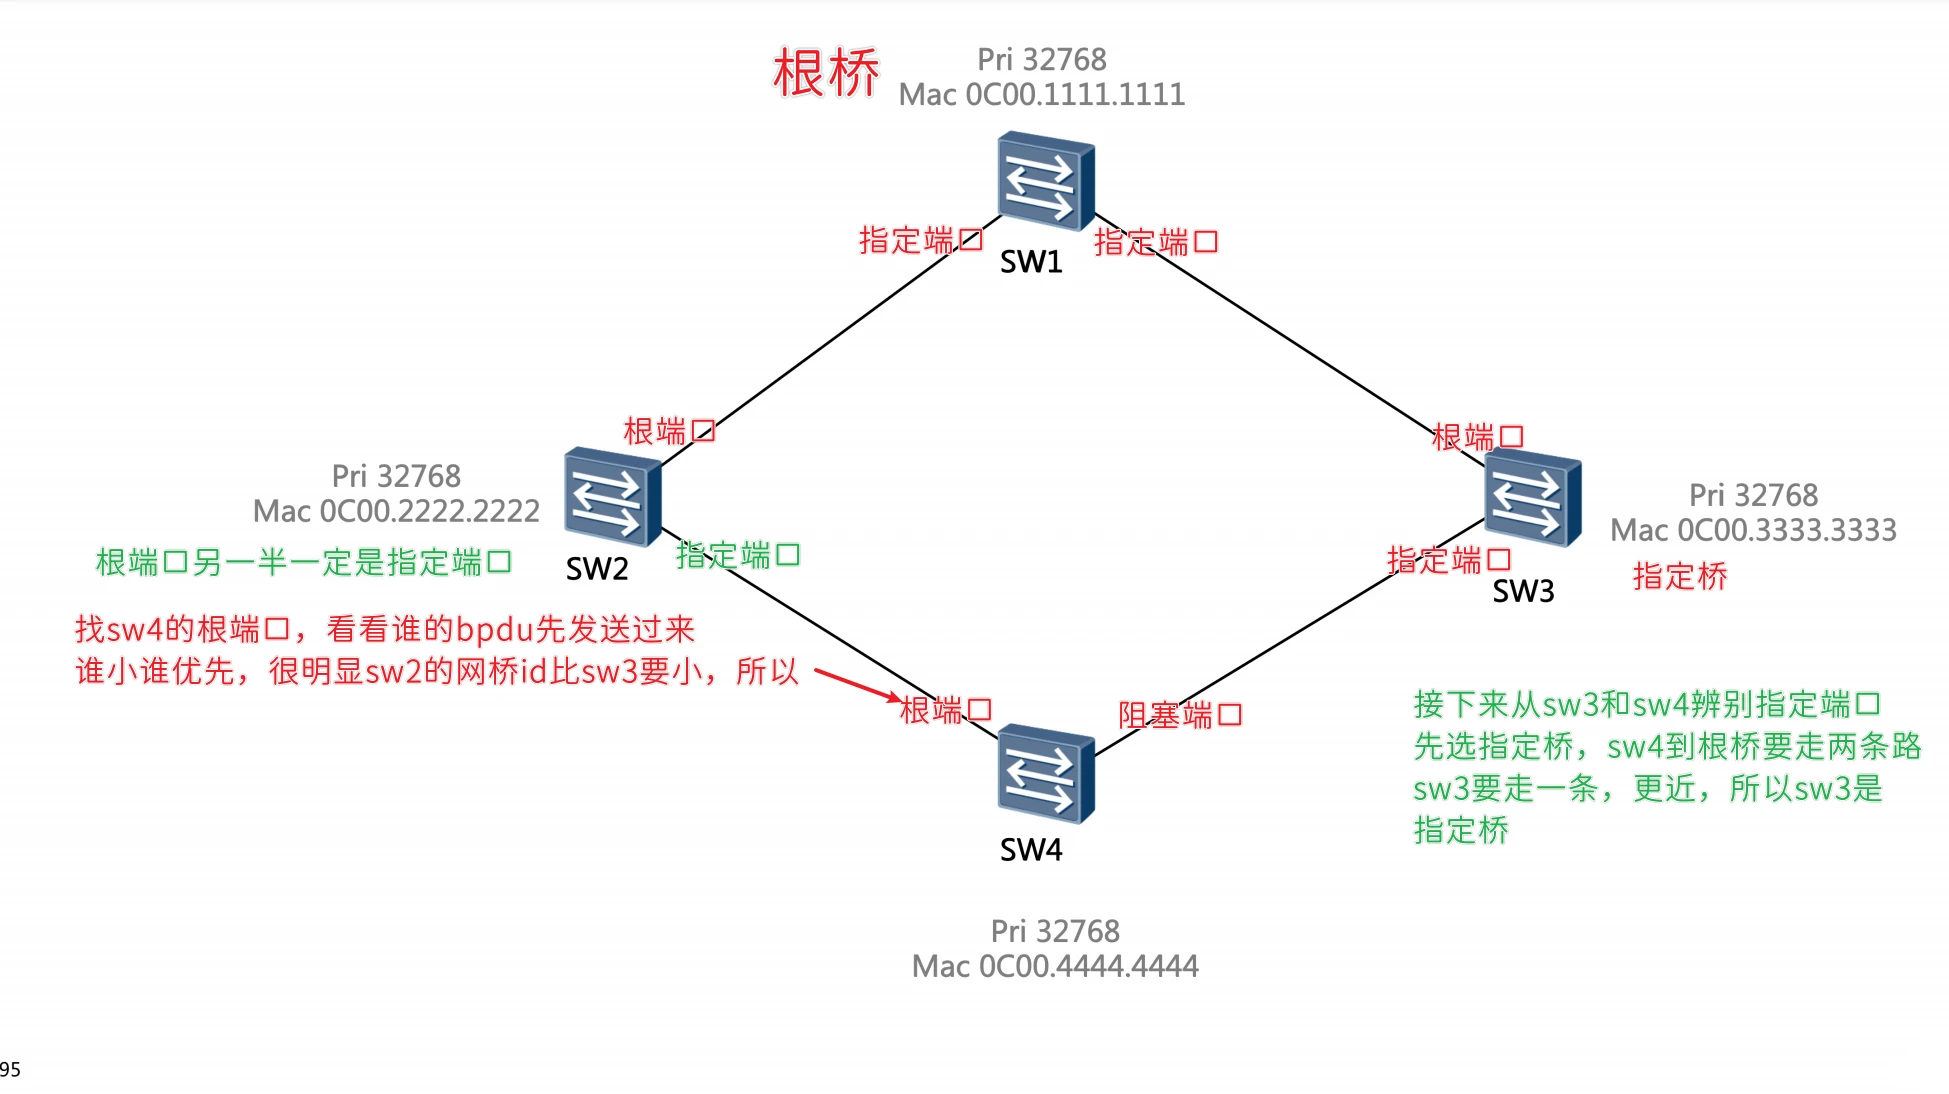 根桥
Pri 32768
Mac 0C00.1111.1111
指定端口
指定端口
SW1
根端口
根端口
Pri 32768
Mac 0C00.2222.2222
Pri 32768
Mac 0C00.3333.3333
根端口另一半一定是指定端口
SW2
指定端口
指定端口
SW3
指定桥
找sw4的根端口，看看谁的bpdu先发送过来
谁小谁优先，很明显sw2的网桥id比sw3要小，所以
根端口
阻塞端口
接下来从sw3和sw4辨别指定端口
先选指定桥，sw4到根桥要走两条路
sw3要走一条，更近，所以sw3是
指定桥
SW4
Pri 32768
Mac 0C00.4444.4444
95